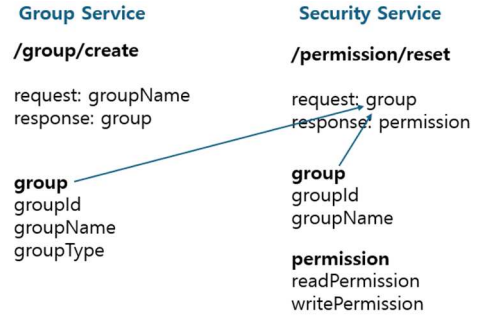 Group Service
/group/create
request: groupName
response: group
group
groupId
groupName
groupType
Security Service
/permission/reset
request: group
response: permission
group
groupId
groupName
permission
readPermission
writePermission